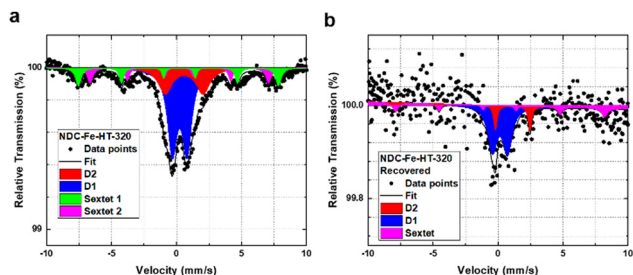 a
b
Relative Transmission (%)
100
99
NDC-Fe-HT-320
Data points
Fit
D2
D1
Sextet 1
Sextet 2
-10 -5 0 5 10
Velocity (mm/s)
Relative Transmission (%)
100.0
99.8
NDC-Fe-HT-320
Recovered
Data points
Fit
D2
D1
Sextet
-10 -5 0 5 10
Velocity (mm/s)